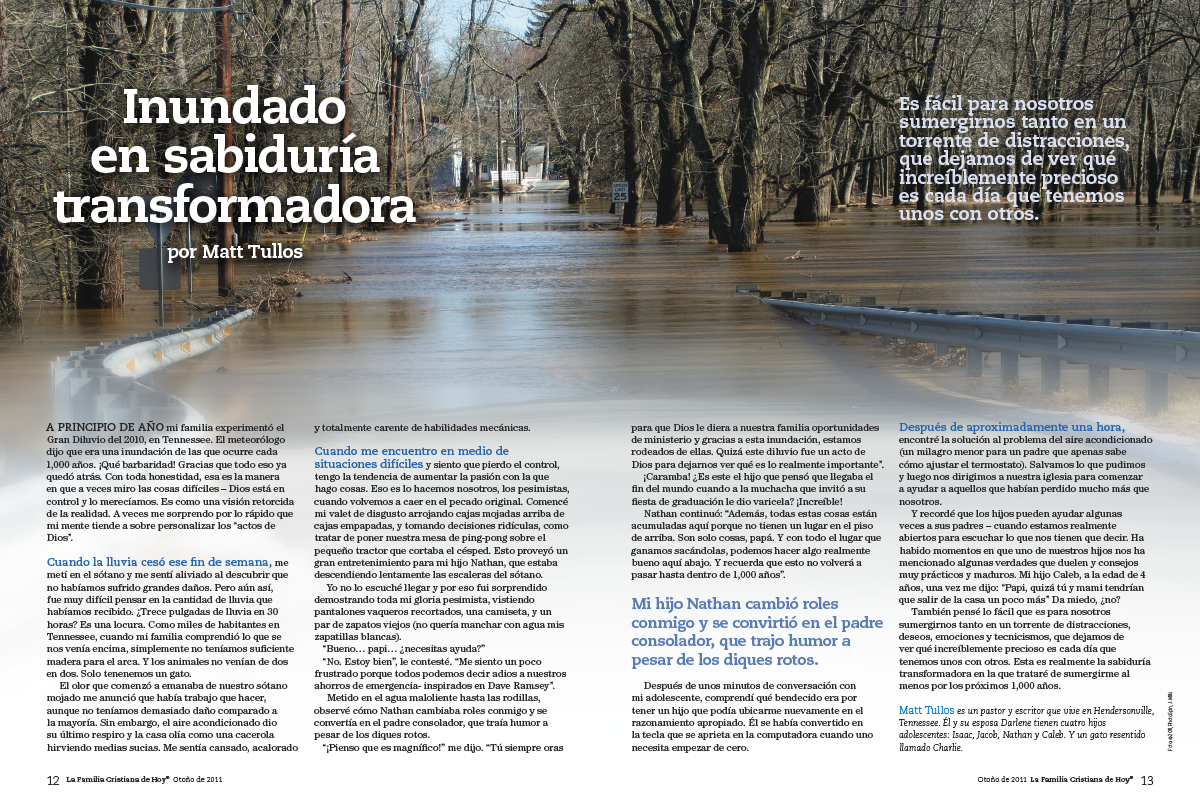 Inundado
en sabiduría
transformadora
por Matt Tullos
Es fácil para nosotros
sumergirnos tanto en un
torrente de distracciones,
que dejamos de ver qué
increíblemente precioso
es cada día que tenemos
unos con otros.
SPEED
LIMIT
25
A PRINCIPIO DE AÑO mi familia experimentó el
Gran Diluvio del 2010, en Tennessee. El meteorólogo
dijo que era una inundación de las que ocurre cada
1,000 años. ¡Qué barbaridad! Gracias que todo eso ya
quedó atrás. Con toda honestidad, esa es la manera
en que a veces miro las cosas difíciles – Dios está en
control y lo merecíamos. Es como una visión retorcida
de la realidad. A veces me sorprendo por lo rápido que
mi mente tiende a sobre personalizar los “actos de
Dios”.
Cuando la lluvia cesó ese fin de semana, me
metí en el sótano y me sentí aliviado al descubrir que
no habíamos sufrido grandes daños. Pero aún así,
fue muy difícil pensar en la cantidad de lluvia que
habíamos recibido. ¿Trece pulgadas de lluvia en 30
horas? Es una locura. Como miles de habitantes en
Tennessee, cuando mi familia comprendió lo que se
nos venía encima, simplemente no teníamos suficiente
madera para el arca. Y los animales no venían de dos
en dos. Solo tenenemos un gato.
El olor que comenzó a emanaba de nuestro sótano
mojado me anunció que había trabajo que hacer,
aunque no teníamos demasiado daño comparado a
la mayoría. Sin embargo, el aire acondicionado dio
su último respiro y la casa olía como una cacerola
hirviendo medias sucias. Me sentía cansado, acalorado
y totalmente carente de habilidades mecánicas.
Cuando me encuentro en medio de
situaciones difíciles y siento que pierdo el control,
tengo la tendencia de aumentar la pasión con la que
hago cosas. Eso es lo hacemos nosotros, los pesimistas,
cuando volvemos a caer en el pecado original. Comencé
mi valet de disgusto arrojando cajas mojadas arriba de
cajas empapadas, y tomando decisiones ridículas, como
tratar de poner nuestra mesa de ping-pong sobre el
pequeño tractor que cortaba el césped. Esto proveyó un
gran entretenimiento para mi hijo Nathan, que estaba
descendiendo lentamente las escaleras del sótano.
Yo no lo escuché llegar y por eso fui sorprendido
demostrando toda mi gloria pesimista, vistiendo
pantalones vaqueros recortados, una camiseta, y un
par de zapatos viejos (no quería manchar con agua mis
zapatillas blancas).
“Bueno… papi… ¿necesitas ayuda?”
“No. Estoy bien”, le contesté. “Me siento un poco
frustrado porque todos podemos decir adios a nuestros
ahorros de emergencia- inspirados en Dave Ramsey”.
Metido en el agua maloliente hasta las rodillas,
observé cómo Nathan cambiaba roles conmigo y se
convertía en el padre consolador, que traía humor a
pesar de los diques rotos.
“¡Pienso que es magnífico!” me dijo. “Tú siempre oras
para que Dios le diera a nuestra familia oportunidades
de ministerio y gracias a esta inundación, estamos
rodeados de ellas. Quizá este diluvio fue un acto de
Dios para dejarnos ver qué es lo realmente importante”.
¡Caramba! ¿Es este el hijo que pensó que llegaba el
fin del mundo cuando a la muchacha que invitó a su
fiesta de graduación le dio varicela? ¡Increíble!
Nathan continuó: “Además, todas estas cosas están
acumuladas aquí porque no tienen un lugar en el piso
de arriba. Son solo cosas, papá. Y con todo el lugar que
ganamos sacándolas, podemos hacer algo realmente
bueno aquí abajo. Y recuerda que esto no volverá a
pasar hasta dentro de 1,000 años”.
Mi hijo Nathan cambió roles
conmigo y se convirtió en el padre
consolador, que trajo humor a
pesar de los diques rotos.
Después de unos minutos de conversación con
mi adolescente, comprendí qué bendecido era por
tener un hijo que podía ubicarme nuevamente en el
razonamiento apropiado. Él se había convertido en
la tecla que se aprieta en la computadora cuando uno
necesita empezar de cero.
Después de aproximadamente una hora,
encontré la solución al problema del aire acondicionado
(un milagro menor para un padre que apenas sabe
cómo ajustar el termostato). Salvamos lo que pudimos
y luego nos dirigimos a nuestra iglesia para comenzar
a ayudar a aquellos que habían perdido mucho más que
nosotros.
Y recordé que los hijos pueden ayudar algunas
veces a sus padres – cuando estamos realmente
abiertos para escuchar lo que nos tienen que decir. Ha
habido momentos en que uno de nuestros hijos nos ha
mencionado algunas verdades que duelen y consejos
muy prácticos y maduros. Mi hijo Caleb, a la edad de 4
años, una vez me dijo: “Papi, quizá tú y mami tendrían
que salir de la casa un poco más” Da miedo, ¿no?
También pensé lo fácil que es para nosotros
sumergirnos tanto en un torrente de distracciones,
deseos, emociones y tecnicismos, que dejamos de
ver qué increíblemente precioso es cada día que
tenemos unos con otros. Esta es realmente la sabiduría
transformadora en la que trataré de sumergirme al
menos por los próximos 1,000 años.
Matt Tullos es un pastor y escritor que vive en Hendersonville,
Tennessee. Él y su esposa Darlene tienen cuatro hijos
adolescentes: Isaac, Jacob, Nathan y Caleb. Y un gato resentido
llamado Charlie.
12 La Familia Cristiana de Hoy® Otoño de 2011
Otoño de 2011 La Familia Cristiana de Hoy® 13